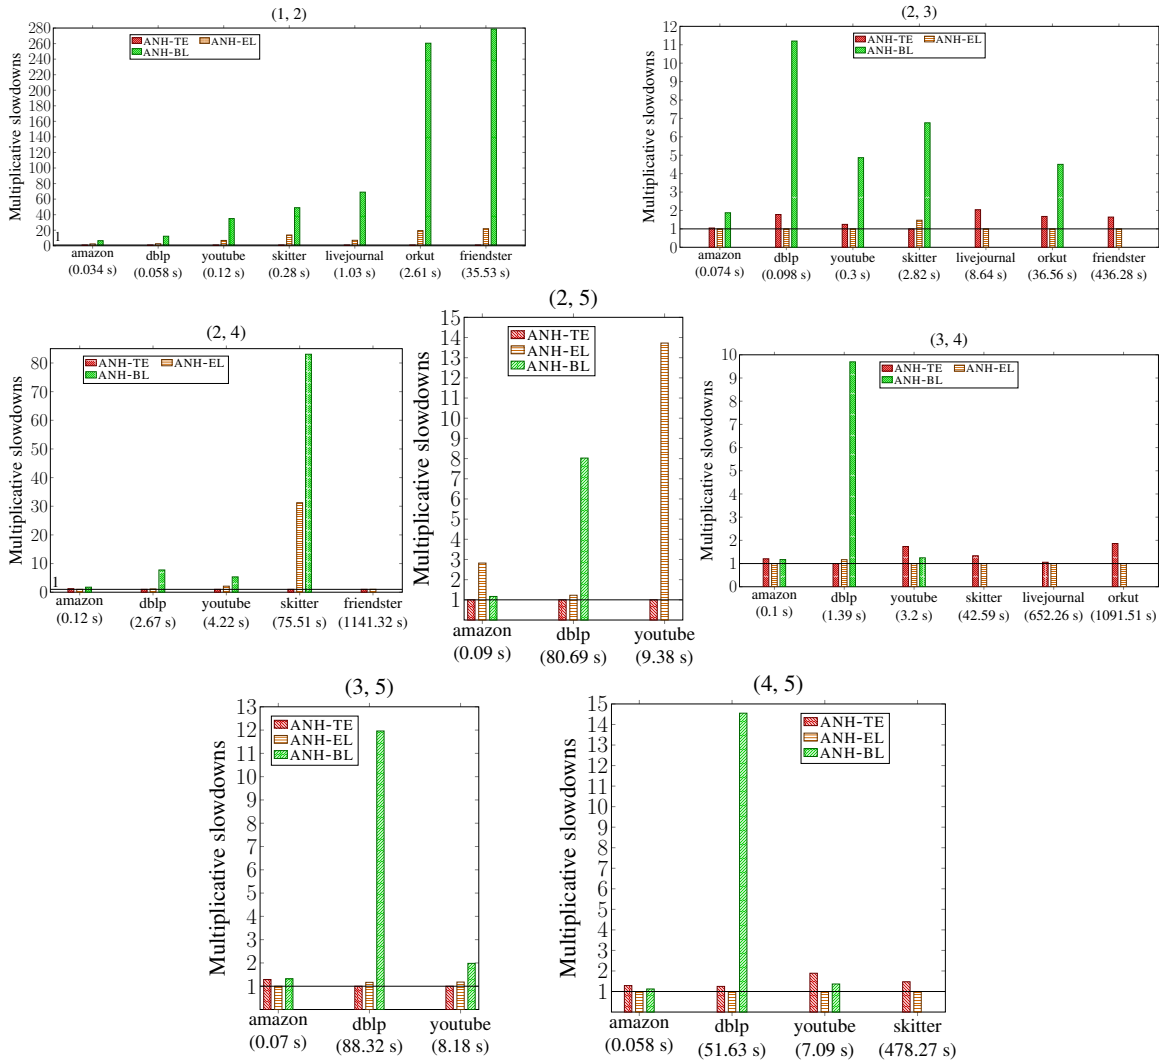 (1, 2)
Multiplicative slowdowns
280
260
240
220
200
180
160
140
120
100
80
60
40
20
0
1
ANH-TE
ANH-EL
ANH-BL
amazon
(0.034 s)
dblp
(0.058 s)
youtube
(0.12 s)
skitter
(0.28 s)
livejournal
(1.03 s)
orkut
(2.61 s)
friendster
(35.53 s)
(2, 3)
Multiplicative slowdowns
12
11
10
9
8
7
6
5
4
3
2
1
0
ANH-TE
ANH-EL
ANH-BL
amazon
(0.074 s)
dblp
(0.098 s)
youtube
(0.3 s)
skitter
(2.82 s)
livejournal
(8.64 s)
orkut
(36.56 s)
friendster
(436.28 s)
(2, 4)
Multiplicative slowdowns
80
70
60
50
40
30
20
10
0
1
ANH-TE
ANH-EL
ANH-BL
amazon
(0.12 s)
dblp
(2.67 s)
youtube
(4.22 s)
skitter
(75.51 s)
friendster
(1141.32 s)
(2, 5)
Multiplicative slowdowns
15
14
13
12
11
10
9
8
7
6
5
4
3
2
1
ANH-TE
ANH-EL
ANH-BL
amazon
(0.09 s)
dblp
(80.69 s)
youtube
(9.38 s)
(3, 4)
Multiplicative slowdowns
10
9
8
7
6
5
4
3
2
1
0
ANH-TE
ANH-EL
ANH-BL
amazon
(0.1 s)
dblp
(1.39 s)
youtube
(3.2 s)
skitter
(42.59 s)
livejournal
(652.26 s)
orkut
(1091.51 s)
(3, 5)
Multiplicative slowdowns
13
12
11
10
9
8
7
6
5
4
3
2
1
ANH-TE
ANH-EL
ANH-BL
amazon
(0.07 s)
dblp
(88.32 s)
youtube
(8.18 s)
(4, 5)
Multiplicative slowdowns
15
14
13
12
11
10
9
8
7
6
5
4
3
2
1
ANH-TE
ANH-EL
ANH-BL
amazon
(0.058 s)
dblp
(51.63 s)
youtube
(7.09 s)
skitter
(478.27 s)